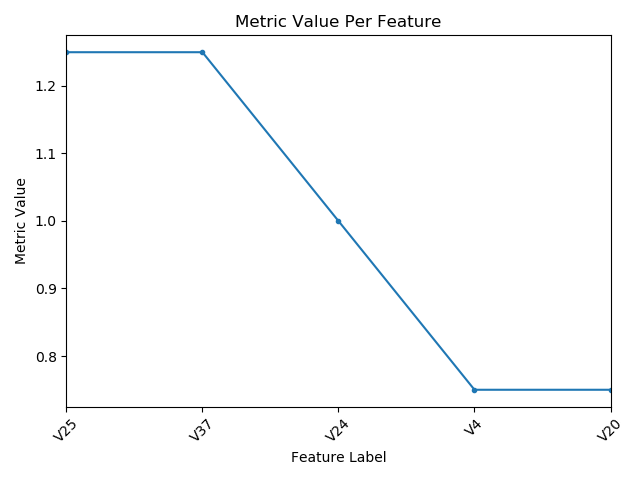 Metric Value Per Feature
Metric Value
1.2
1.1
1.0
0.9
0.8
V25
V37
V24
V4
V20
Feature Label